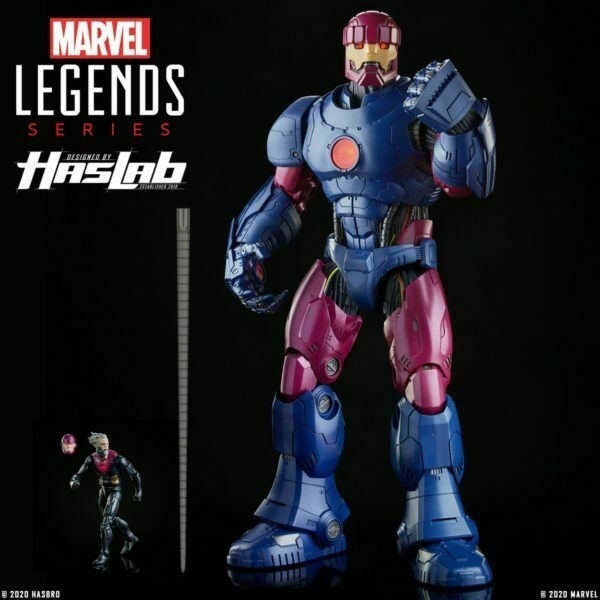 MARVEL
LEGENDS
SERIES
DESIGNED BY
HASLAB
ESTABLISHED 2018
© 2020 HASBRO
© 2020 MARVEL